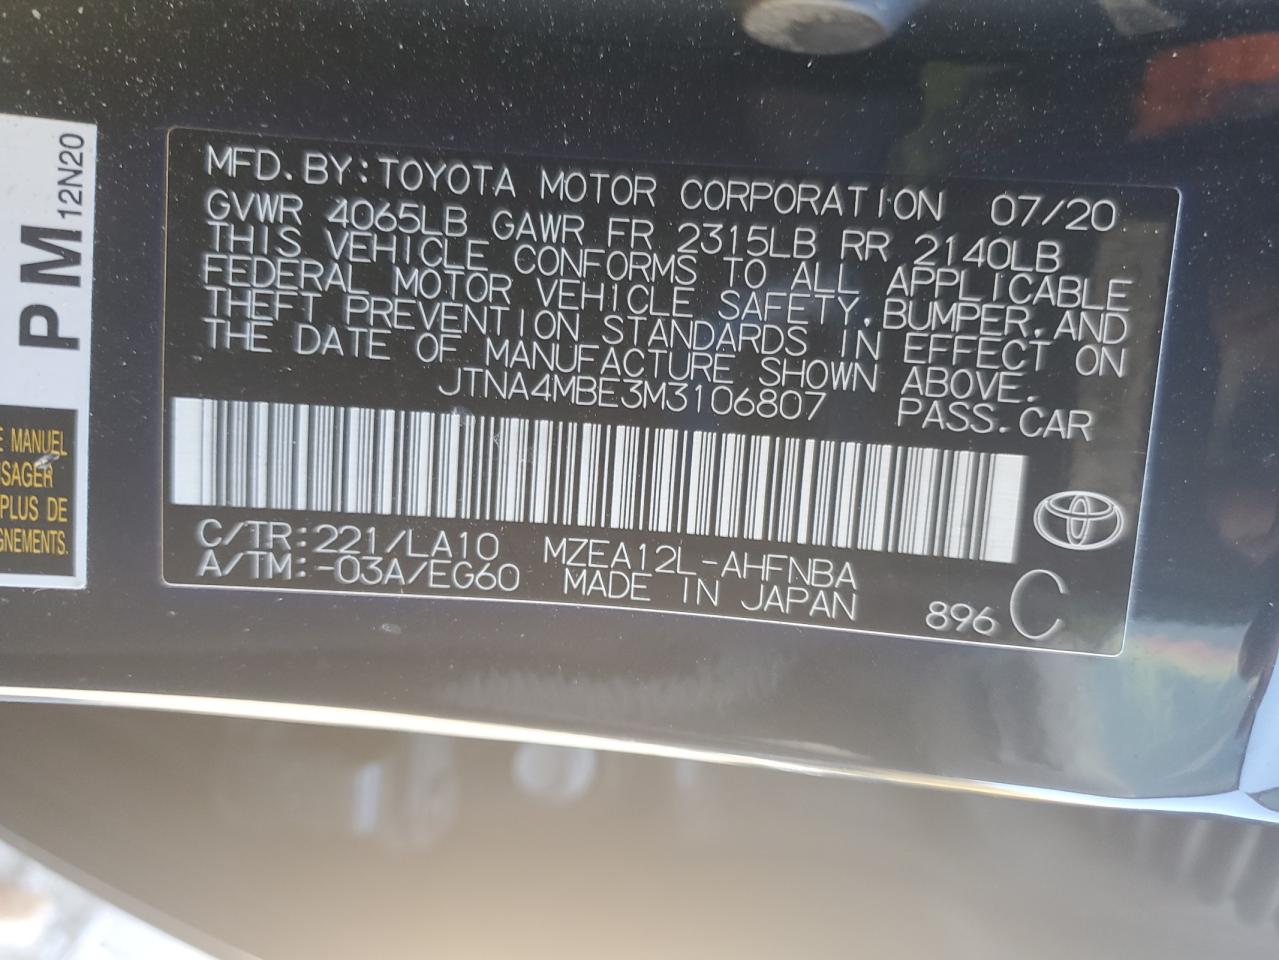 MFD. BY: TOYOTA MOTOR CORPORATION 07/20
GVWR 4065LB GAWR FR 2315LB RR 2140LB
THIS VEHICLE CONFORMS TO ALL APPLICABLE
FEDERAL MOTOR VEHICLE SAFETY, BUMPER, AND
THEFT PREVENTION STANDARDS IN EFFECT ON
THE DATE OF MANUFACTURE SHOWN ABOVE.
JTNA4MBE3M3106807 PASS. CAR
C/TR: 221/LA10 MZEA12L-AHFNBA
A/TM: -03A/EG60 MADE IN JAPAN
896 C
PM 12N20
E MANUEL
SAGER
PLUS DE
GNEMENTS.